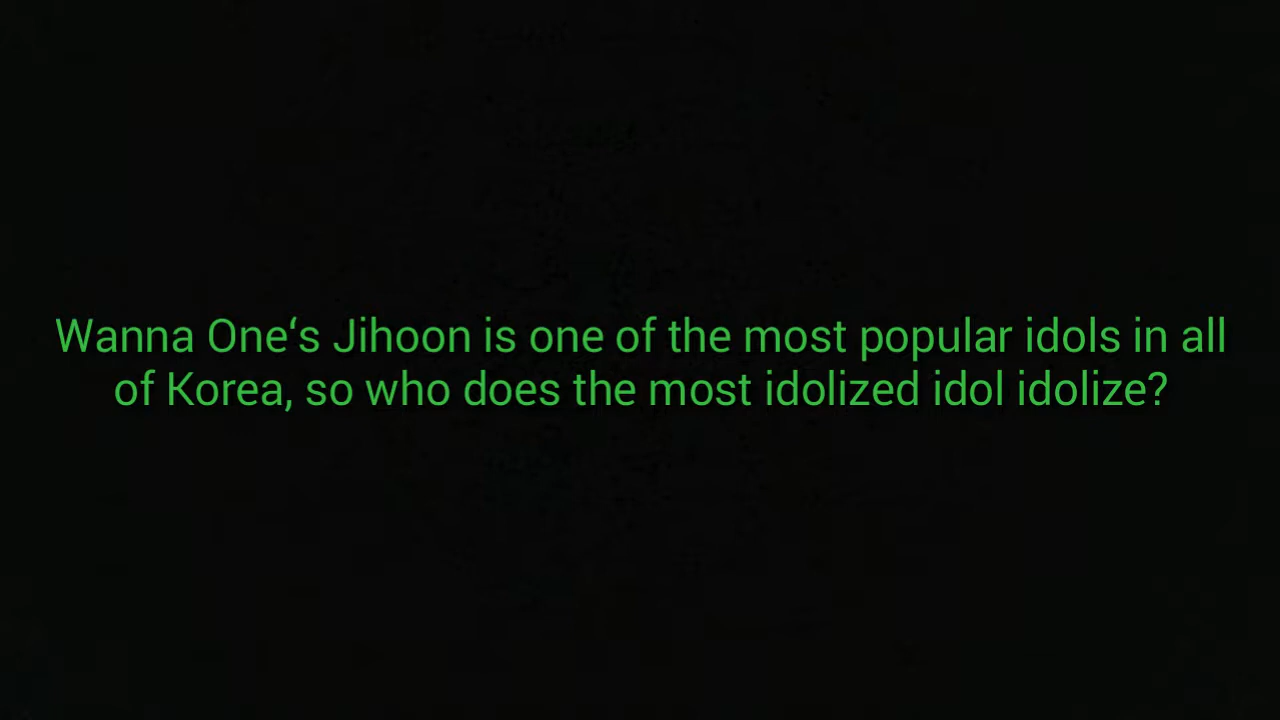 Wanna One‘s Jihoon is one of the most popular idols in all
of Korea, so who does the most idolized idol idolize?